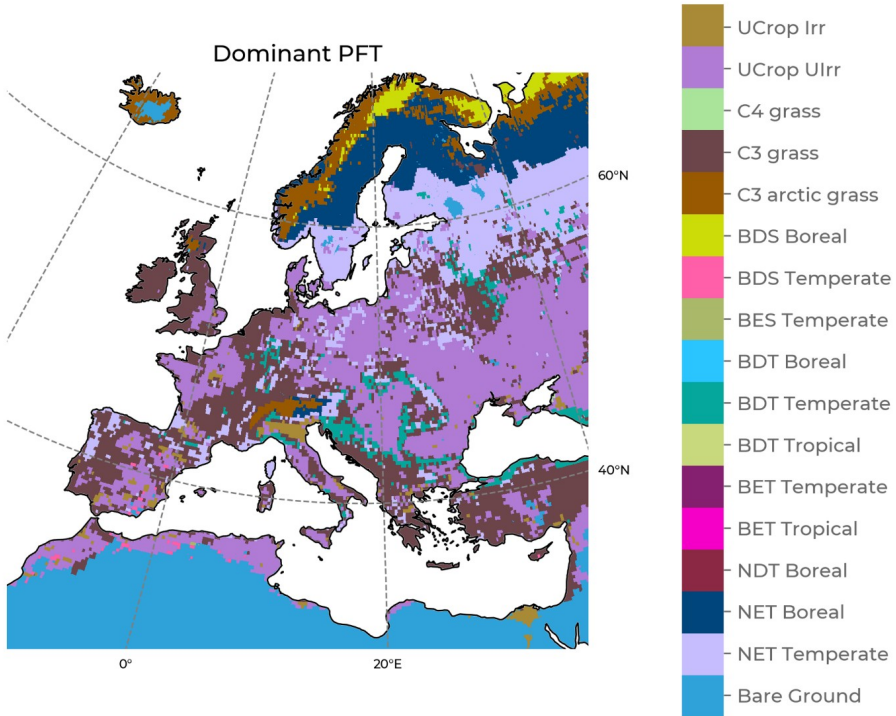 Dominant PFT
60°N
40°N
0°
20°E
UCrop Irr
UCrop UIrr
C4 grass
C3 grass
C3 arctic grass
BDS Boreal
BDS Temperate
BES Temperate
BDT Boreal
BDT Temperate
BDT Tropical
BET Temperate
BET Tropical
NDT Boreal
NET Boreal
NET Temperate
Bare Ground